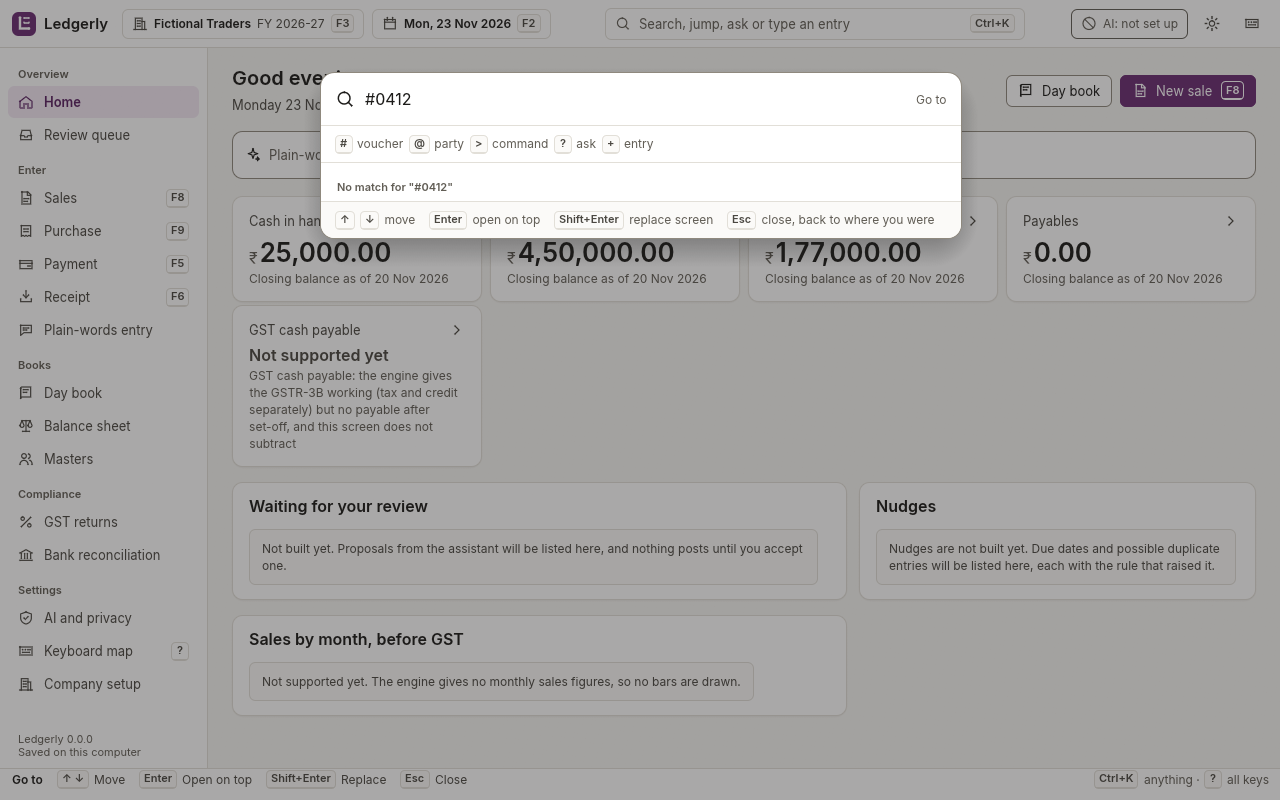 Ledgerly
Fictional Traders FY 2026-27 F3
Mon, 23 Nov 2026 F2
Search, jump, ask or type an entry Ctrl+K
AI: not set up
Overview
Home
Review queue
Enter
Sales F8
Purchase F9
Payment F5
Receipt F6
Plain-words entry
Books
Day book
Balance sheet
Masters
Compliance
GST returns
Bank reconciliation
Settings
AI and privacy
Keyboard map ?
Company setup
Ledgerly 0.0.0
Saved on this computer
Good
Monday 23
Day book
New sale F8
#0412 Go to
# voucher @ party > command ? ask + entry
No match for "#0412"
↑ ↓ move Enter open on top Shift+Enter replace screen Esc close, back to where you were
Cash in
₹25,000.00
Closing balance as of 20 Nov 2026
₹4,50,000.00
Closing balance as of 20 Nov 2026
₹1,77,000.00
Closing balance as of 20 Nov 2026
Payables
₹0.00
Closing balance as of 20 Nov 2026
GST cash payable
Not supported yet
GST cash payable: the engine gives
the GSTR-3B working (tax and credit
separately) but no payable after
set-off, and this screen does not
subtract
Waiting for your review
Not built yet. Proposals from the assistant will be listed here, and nothing posts until you accept
one.
Nudges
Nudges are not built yet. Due dates and possible duplicate
entries will be listed here, each with the rule that raised it.
Sales by month, before GST
Not supported yet. The engine gives no monthly sales figures, so no bars are drawn.
Go to ↑↓ Move Enter Open on top Shift+Enter Replace Esc Close
Ctrl+K anything · ? all keys